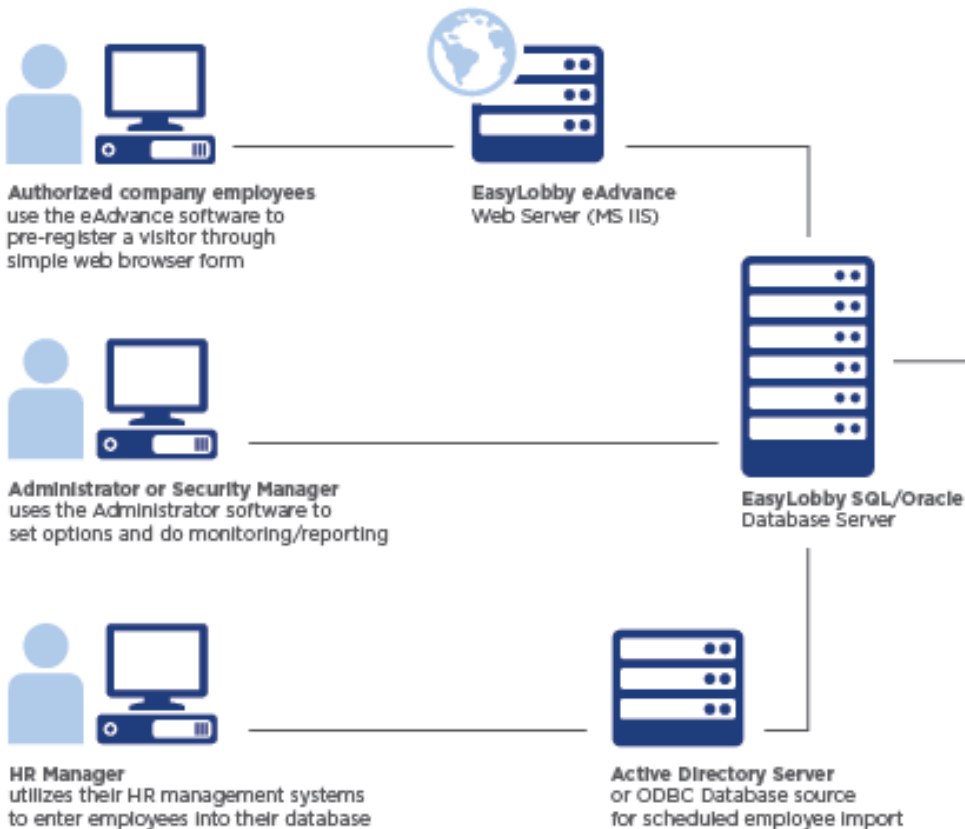 Authorized company employees
use the eAdvance software to
pre-register a visitor through
simple web browser form
EasyLobby eAdvance
Web Server (MS IIS)
Administrator or Security Manager
uses the Administrator software to
set options and do monitoring/reporting
EasyLobby SQL/Oracle
Database Server
HR Manager
utilizes their HR management systems
to enter employees into their database
Active Directory Server
or ODBC Database source
for scheduled employee import